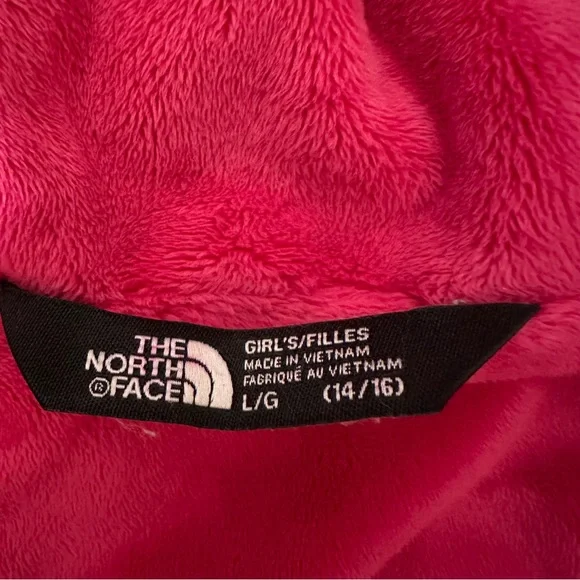 THE
NORTH
®FACE
GIRL'S/FILLES
MADE IN VIETNAM
FABRIQUÉ AU VIETNAM
L/G (14/16)